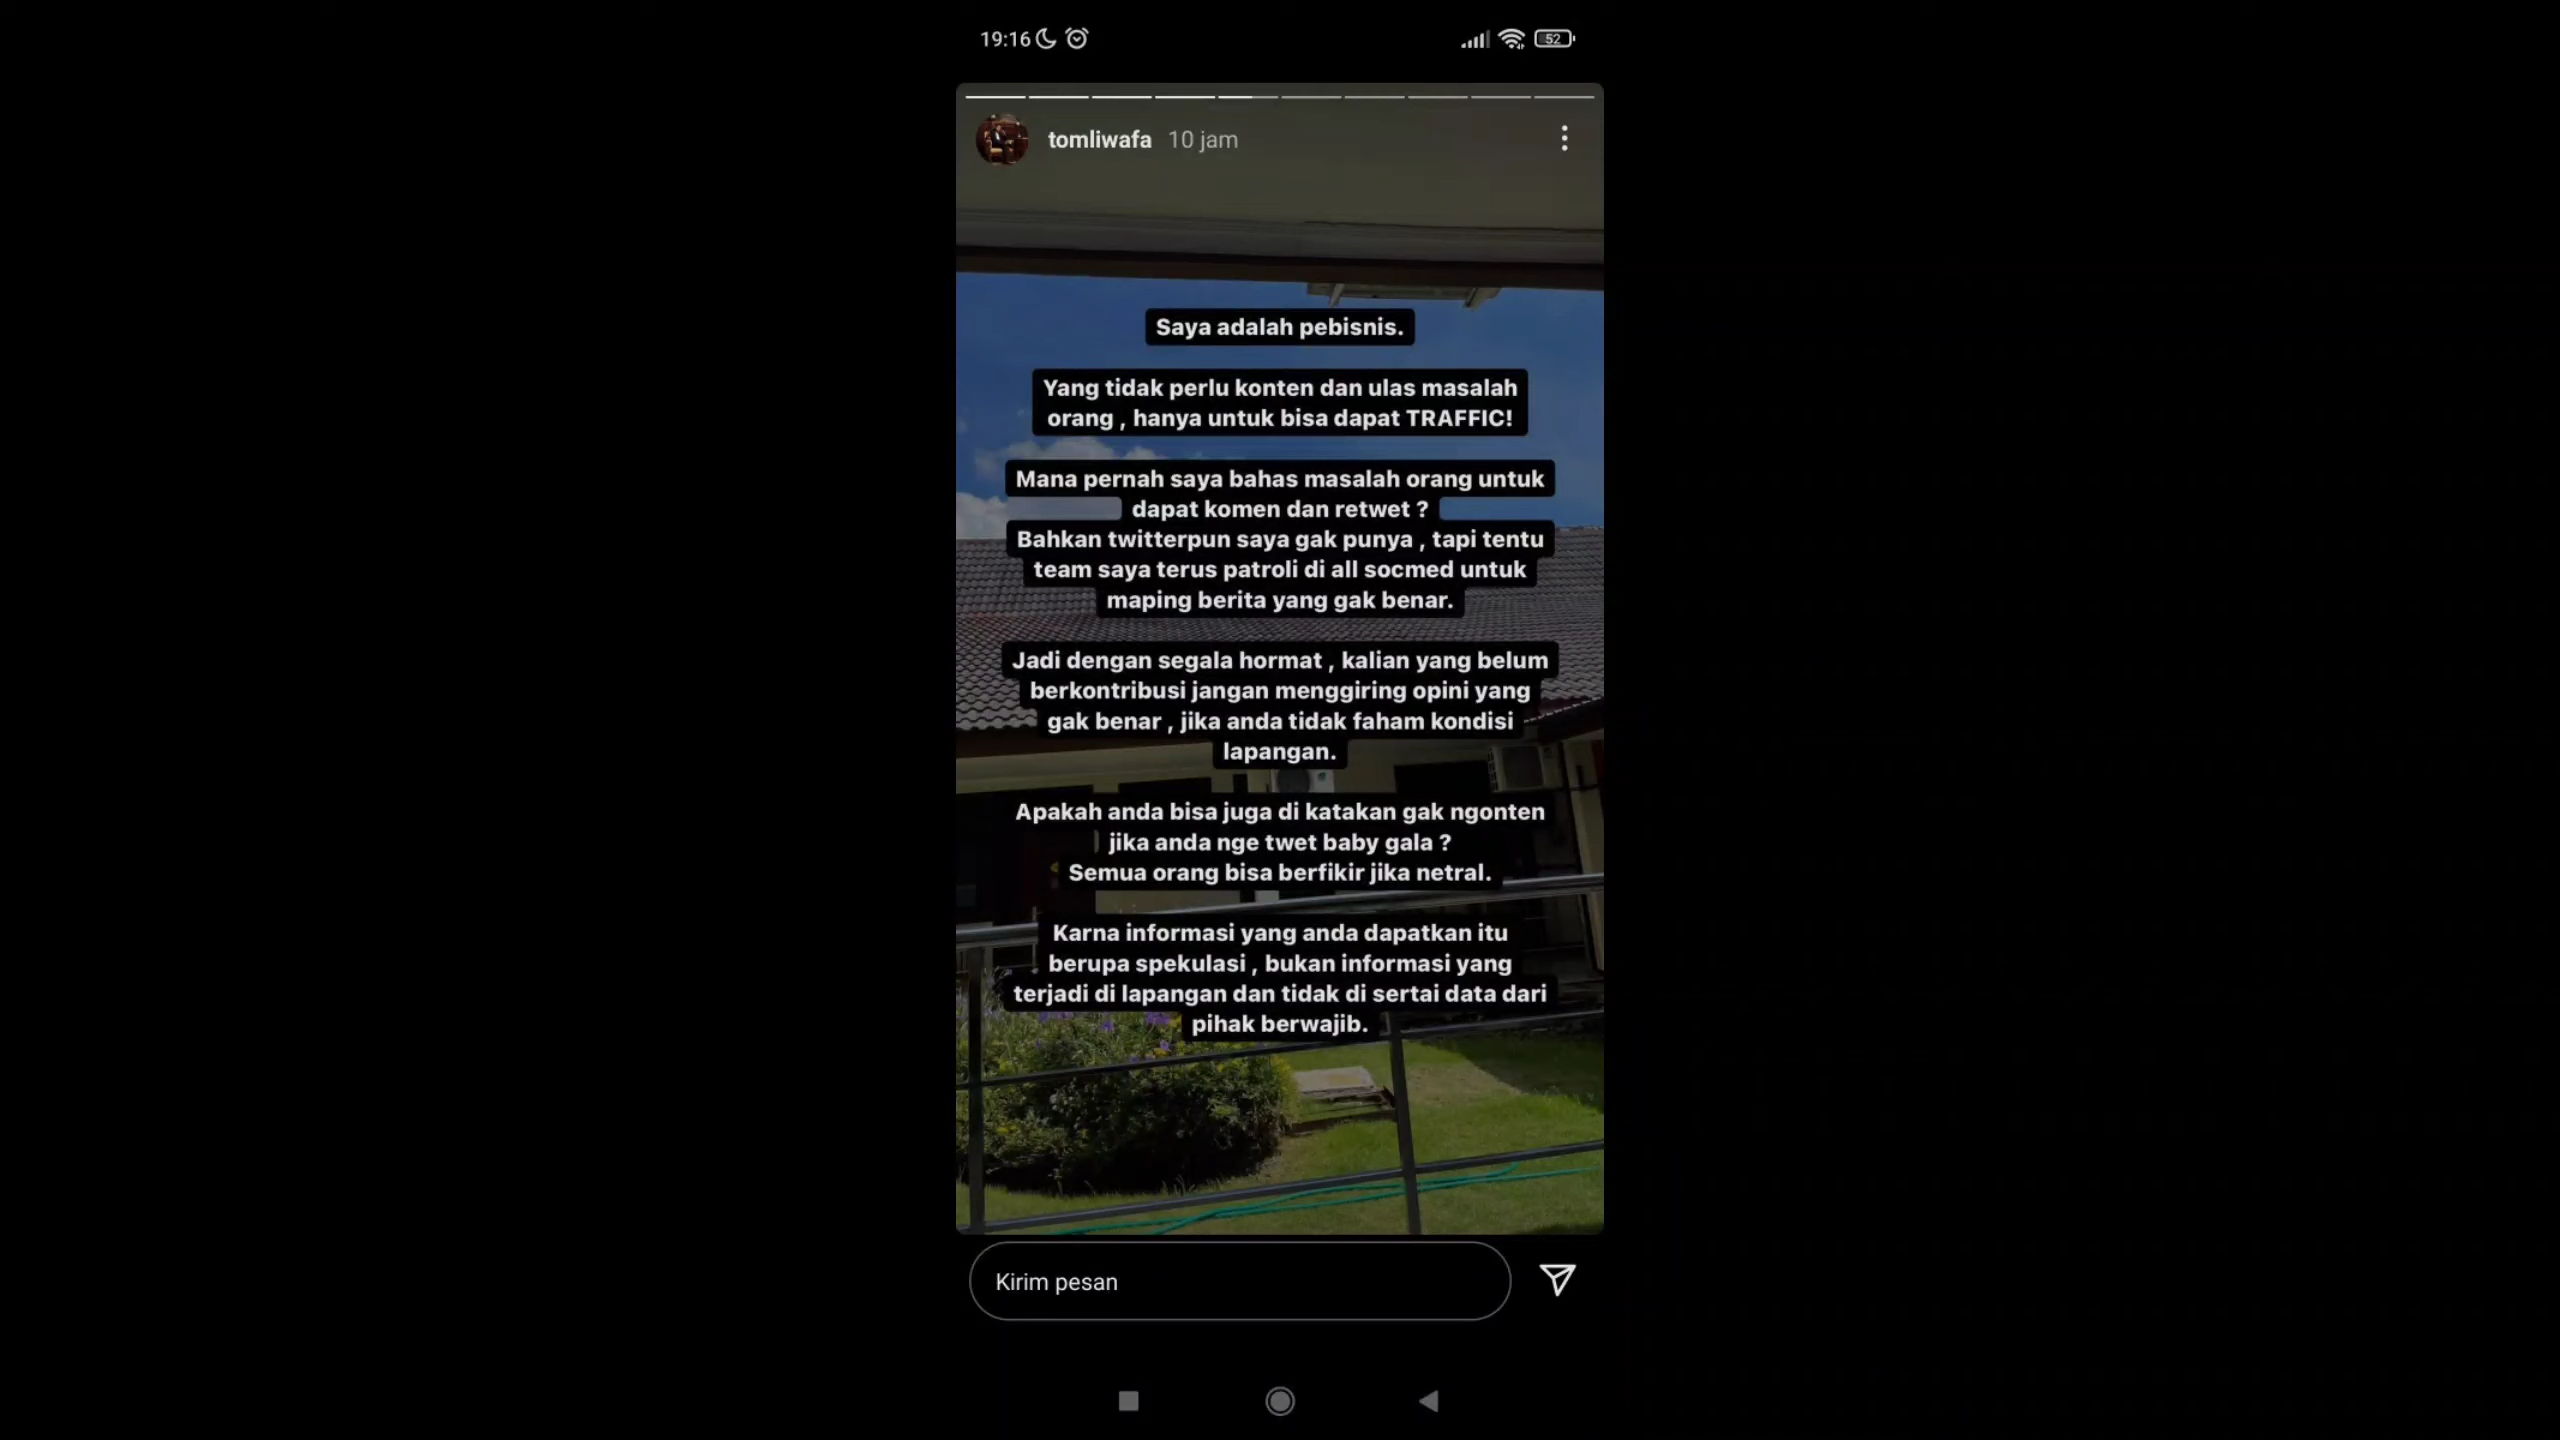 19:16
52
tomliwafa 10 jam
Saya adalah pebisnis.
Yang tidak perlu konten dan ulas masalah
orang , hanya untuk bisa dapat TRAFFIC!
Mana pernah saya bahas masalah orang untuk
dapat komen dan retwet ?
Bahkan twitterpun saya gak punya , tapi tentu
team saya terus patroli di all socmed untuk
maping berita yang gak benar.
Jadi dengan segala hormat , kalian yang belum
berkontribusi jangan menggiring opini yang
gak benar , jika anda tidak faham kondisi
lapangan.
Apakah anda bisa juga di katakan gak ngonten
jika anda nge twet baby gala ?
Semua orang bisa berfikir jika netral.
Karna informasi yang anda dapatkan itu
berupa spekulasi , bukan informasi yang
terjadi di lapangan dan tidak di sertai data dari
pihak berwajib.
Kirim pesan